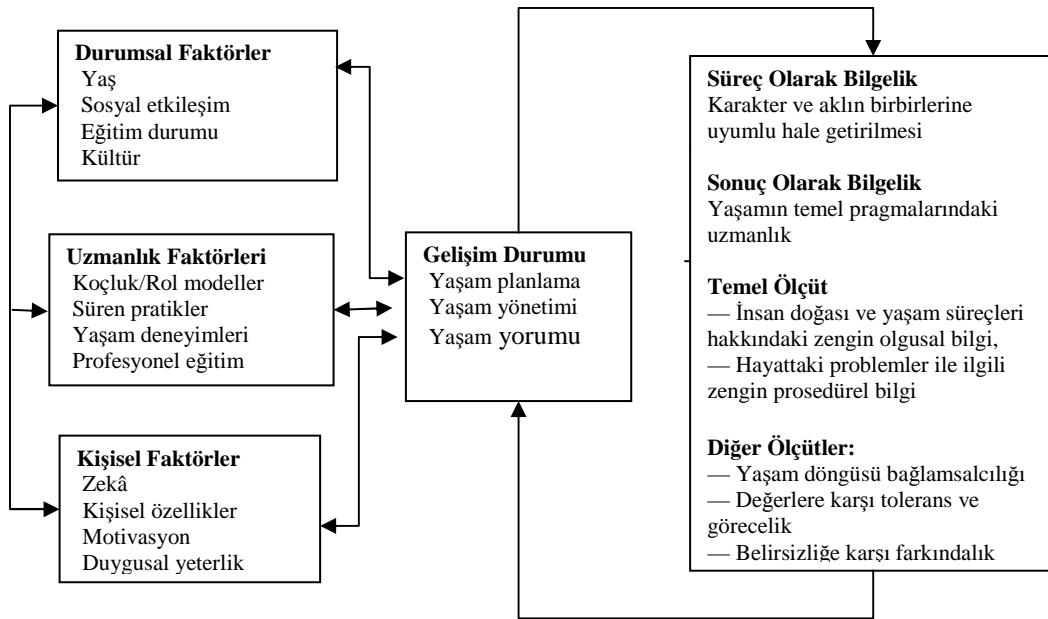 Durumsal Faktörler
Yaş
Sosyal etkileşim
Eğitim durumu
Kültür
Uzmanlık Faktörleri
Koçluk/Rol modeller
Süren pratikler
Yaşam deneyimleri
Profesyonel eğitim
Kişisel Faktörler
Zekâ
Kişisel özellikler
Motivasyon
Duygusal yeterlik
Gelişim Durumu
Yaşam planlama
Yaşam yönetimi
Yaşam yorumu
Süreç Olarak Bilgelik
Karakter ve aklın birbirlerine
uyumlu hale getirilmesi
Sonuç Olarak Bilgelik
Yaşamın temel pragmalarındaki
uzmanlık
Temel Ölçüt
— İnsan doğası ve yaşam süreçleri
hakkındaki zengin olgusal bilgi,
— Hayattaki problemler ile ilgili
zengin prosedürel bilgi
Diğer Ölçütler:
— Yaşam döngüsü bağlamsalcılığı
— Değerlere karşı tolerans ve
görecelik
— Belirsizliğe karşı farkındalık